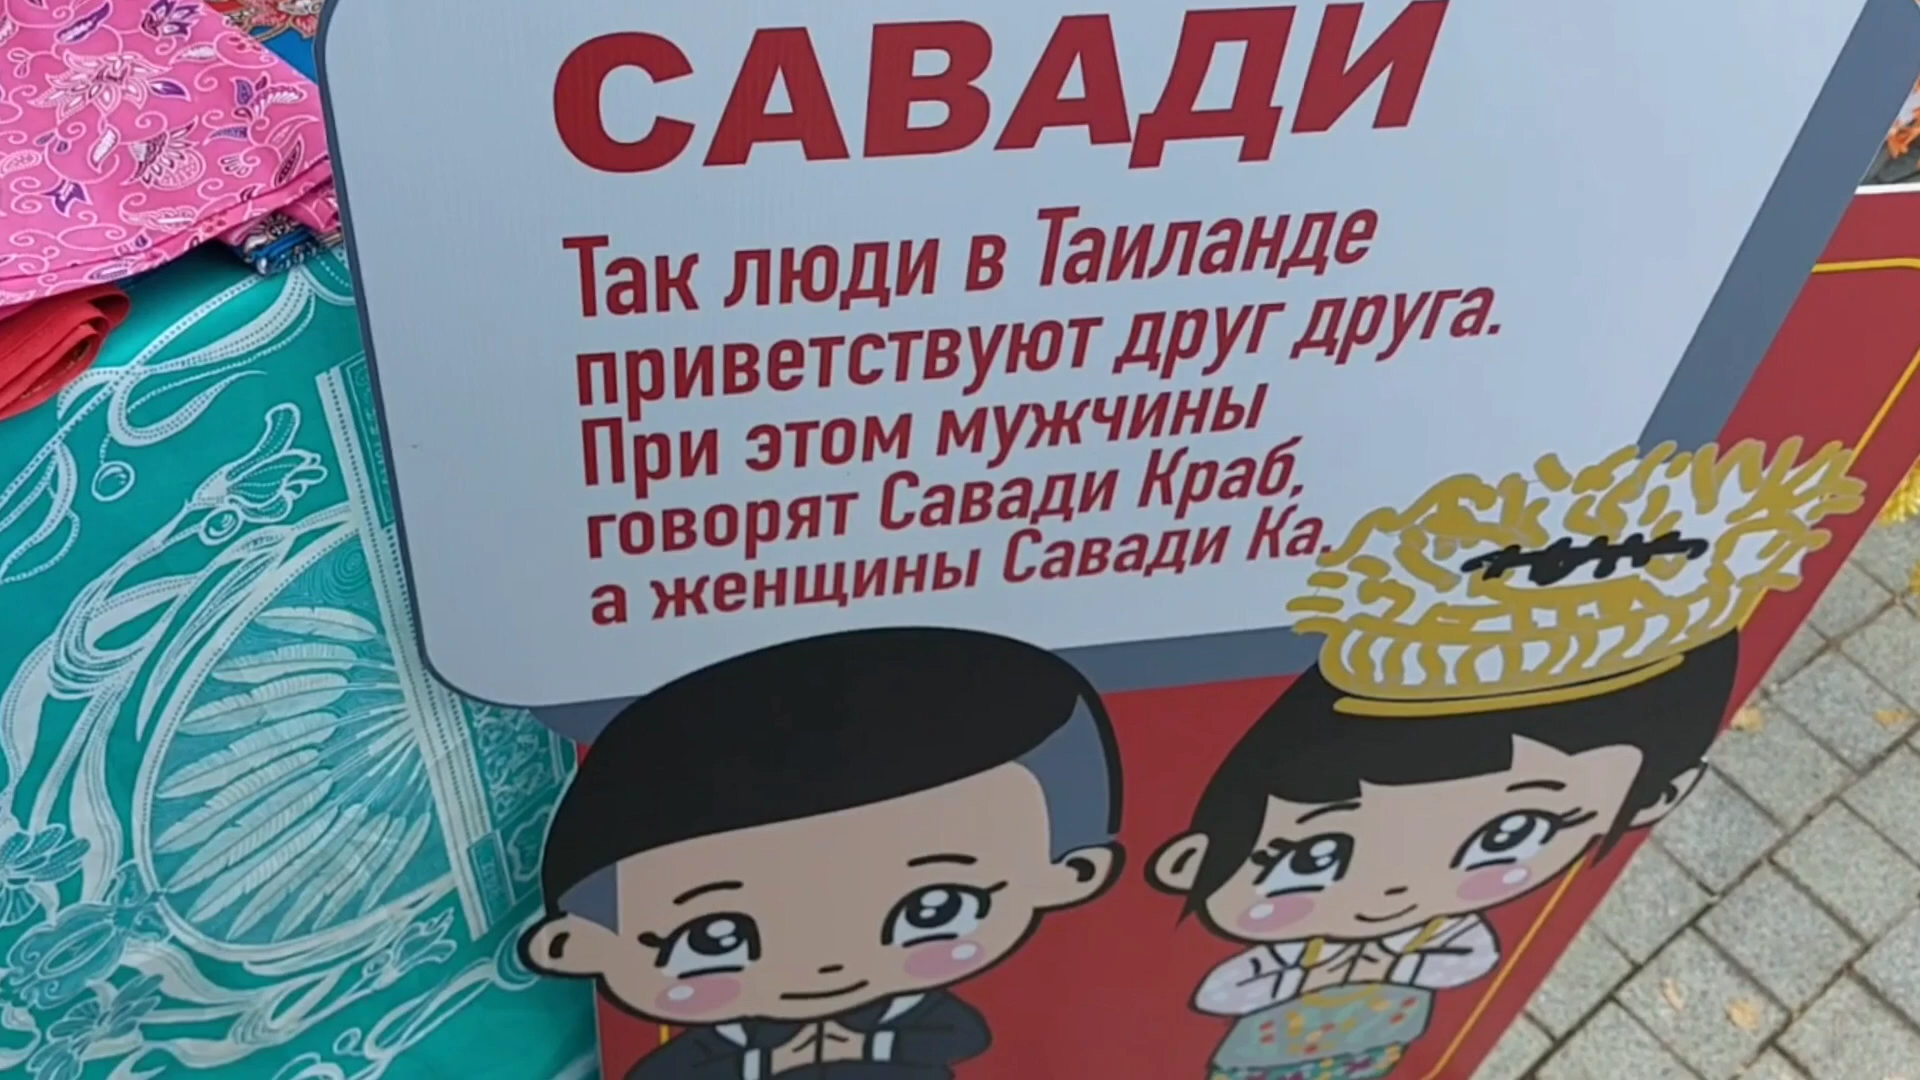 САВАДИ
Так люди в Таиланде
приветствуют друг друга.
При этом мужчины
говорят Савади Краб,
а женщины Савади Ка.